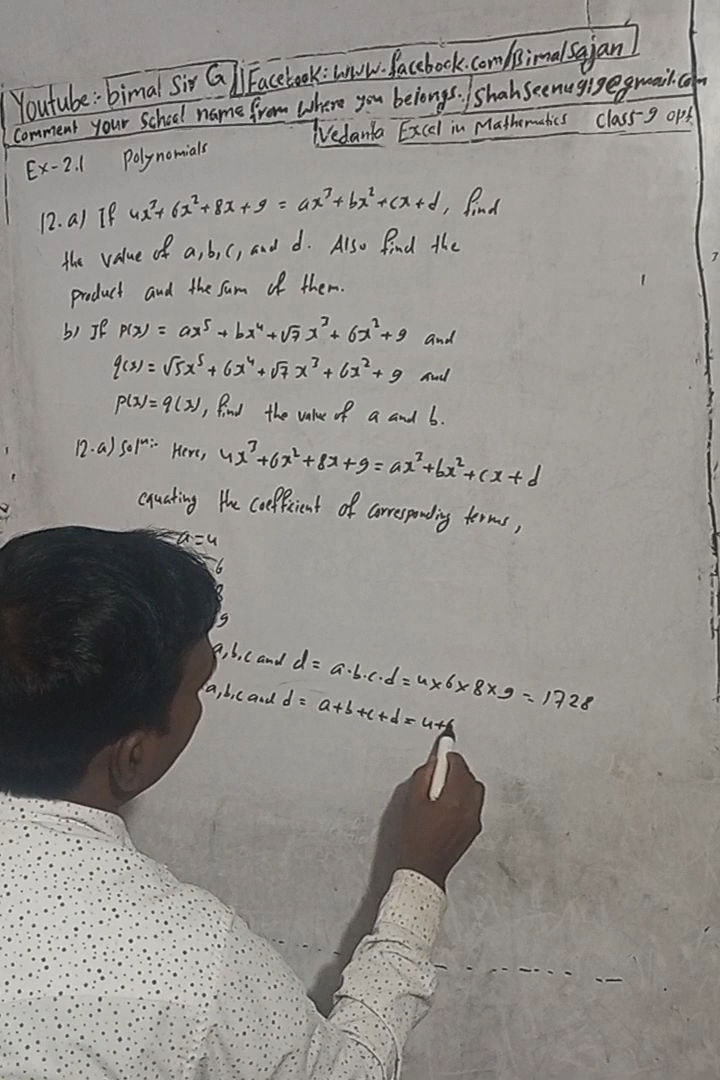 Youtube:- bimal Sir G || Facebook: www.facebook.com/BimalSajan
Comment your School name from where you belongs. / Shahseenu919@gmail.com
Vedanta Excel in Mathematics Class-9 opt
Ex-2.1 Polynomials
12.a) If 4x³+6x²+8x+9 = ax³+bx²+cx+d, find
the value of a,b,c, and d. Also find the
product and the sum of them.
b) If p(x) = ax⁵+bx⁴+√7x³+6x²+9 and
q(x)=√5x⁵+6x⁴+√7x³+6x²+9 and
p(x)=q(x), find the value of a and b.
12.a) Solⁿ:- Here, 4x³+6x²+8x+9=ax³+bx²+cx+d
equating the coefficient of corresponding terms,
a=4
6
8
9
a,b,c and d = a.b.c.d = 4×6×8×9 = 1728
a,b,c and d = a+b+c+d = 4+6